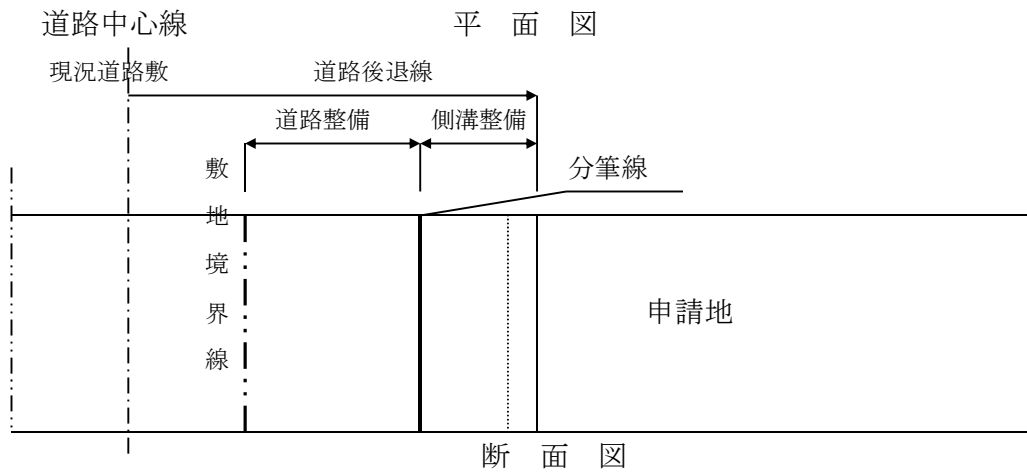 道路中心線
平 面 図
現況道路敷
道路後退線
道路整備
側溝整備
敷地境界線
分筆線
申請地
断 面 図